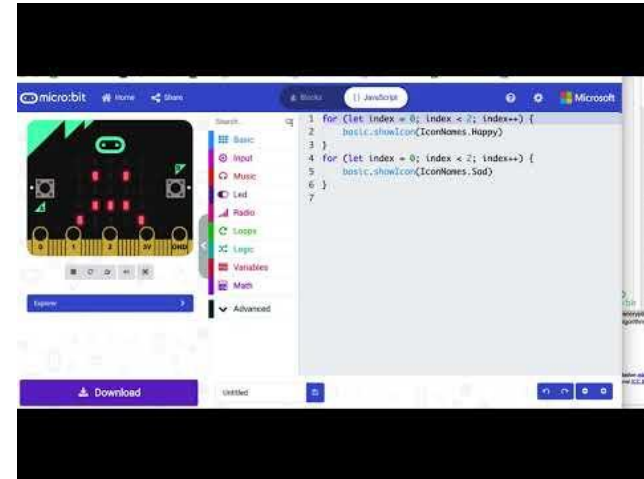 micro:bit Home Share Blocks {} JavaScript Microsoft
Search...
Basic
Input
Music
Led
Radio
Loops
Logic
Variables
Math
Advanced
1 for (let index = 0; index < 2; index++) {
2 basic.showIcon(IconNames.Happy)
3 }
4 for (let index = 0; index < 2; index++) {
5 basic.showIcon(IconNames.Sad)
6 }
7
B
A
0 1 2 3V GND
Explorer
Download
Untitled